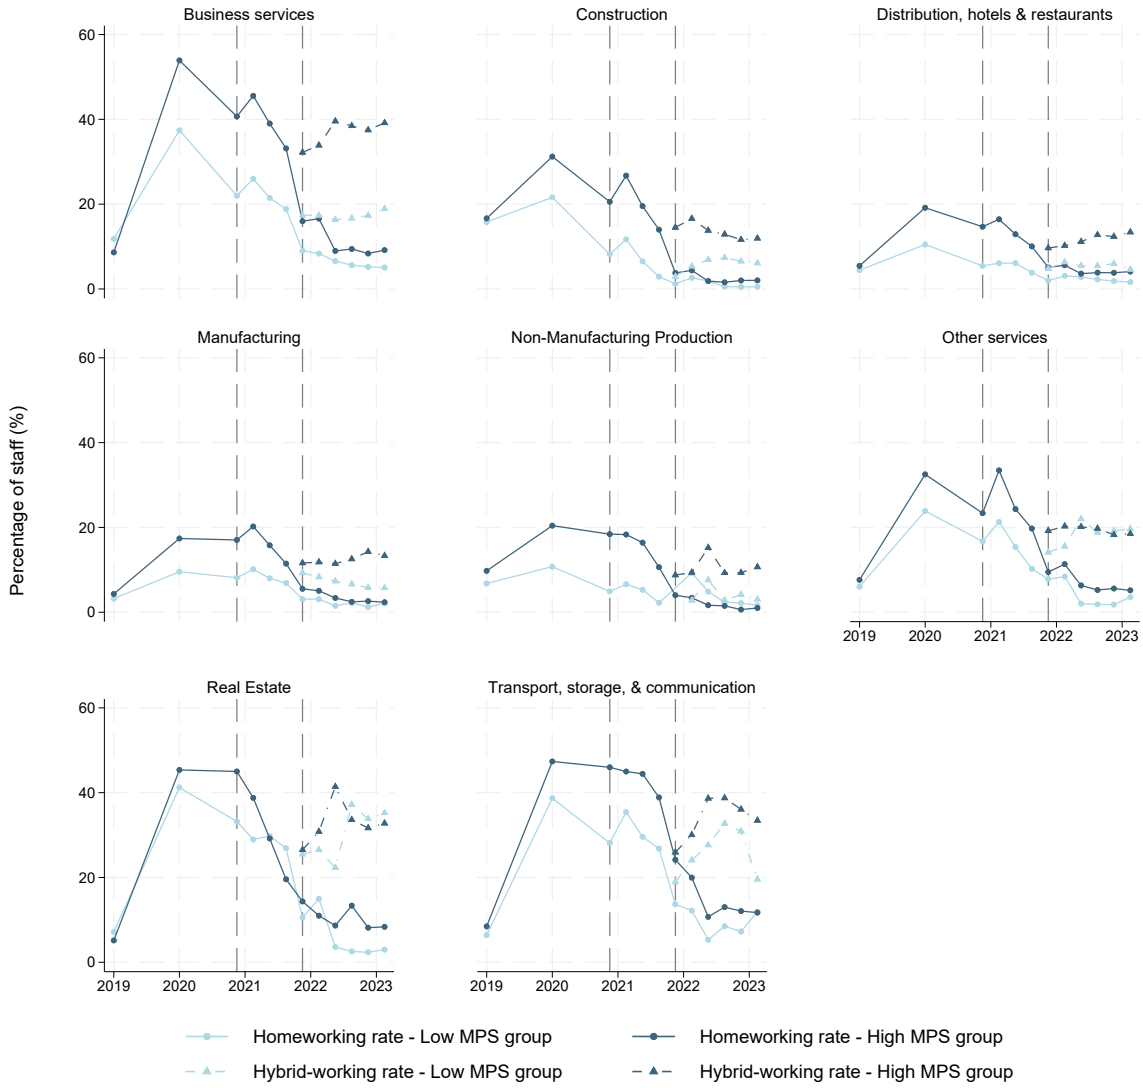 Business services
Construction
Distribution, hotels & restaurants
60
40
20
0
Manufacturing
Non-Manufacturing Production
Other services
Percentage of staff (%)
60
40
20
0
2019 2020 2021 2022 2023
Real Estate
Transport, storage, & communication
60
40
20
0
2019 2020 2021 2022 2023
2019 2020 2021 2022 2023
Homeworking rate - Low MPS group
Homeworking rate - High MPS group
Hybrid-working rate - Low MPS group
Hybrid-working rate - High MPS group